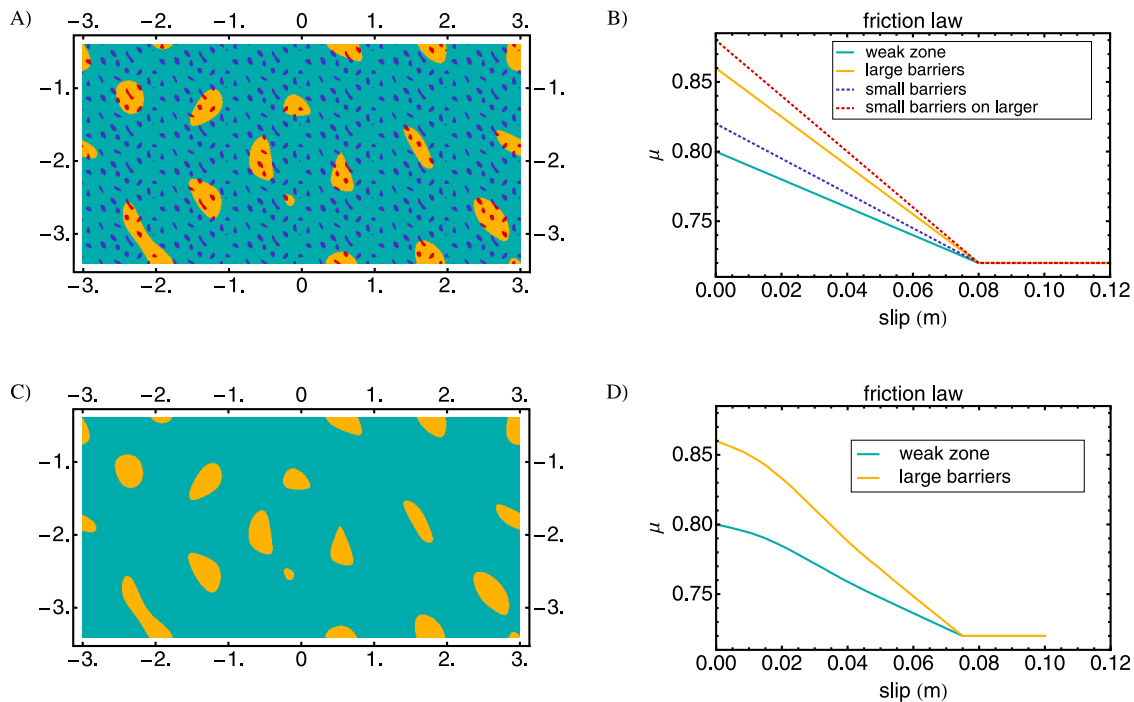 A)
−3. −2. −1. 0 1. 2. 3.
−1. −1.
−2. −2.
−3. −3.
−3. −2. −1. 0 1. 2. 3.
B)
friction law
weak zone
large barriers
small barriers
small barriers on larger
0.85
0.80
0.75
μ
0.00 0.02 0.04 0.06 0.08 0.10 0.12
slip (m)
C)
−3. −2. −1. 0 1. 2. 3.
−1. −1.
−2. −2.
−3. −3.
−3. −2. −1. 0 1. 2. 3.
D)
friction law
weak zone
large barriers
0.85
0.80
0.75
μ
0.00 0.02 0.04 0.06 0.08 0.10 0.12
slip (m)